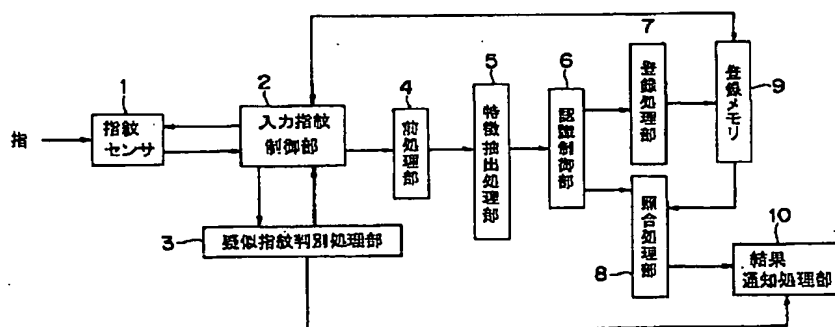 指
1
指紋
センサ
2
入力指紋
制御部
3
疑似指紋判別処理部
4
前処理部
5
特徴抽出処理部
6
認識制御部
7
登録処理部
8
照合処理部
登録メモリ
9
10
結果
通知処理部